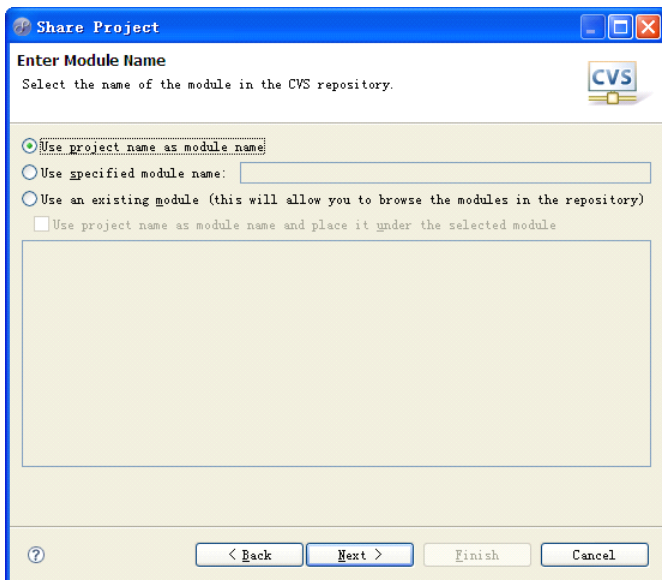 Share Project
Enter Module Name
Select the name of the module in the CVS repository.
CVS
Use project name as module name
Use specified module name:
Use an existing module (this will allow you to browse the modules in the repository)
Use project name as module name and place it under the selected module
?
< Back
Next >
Finish
Cancel